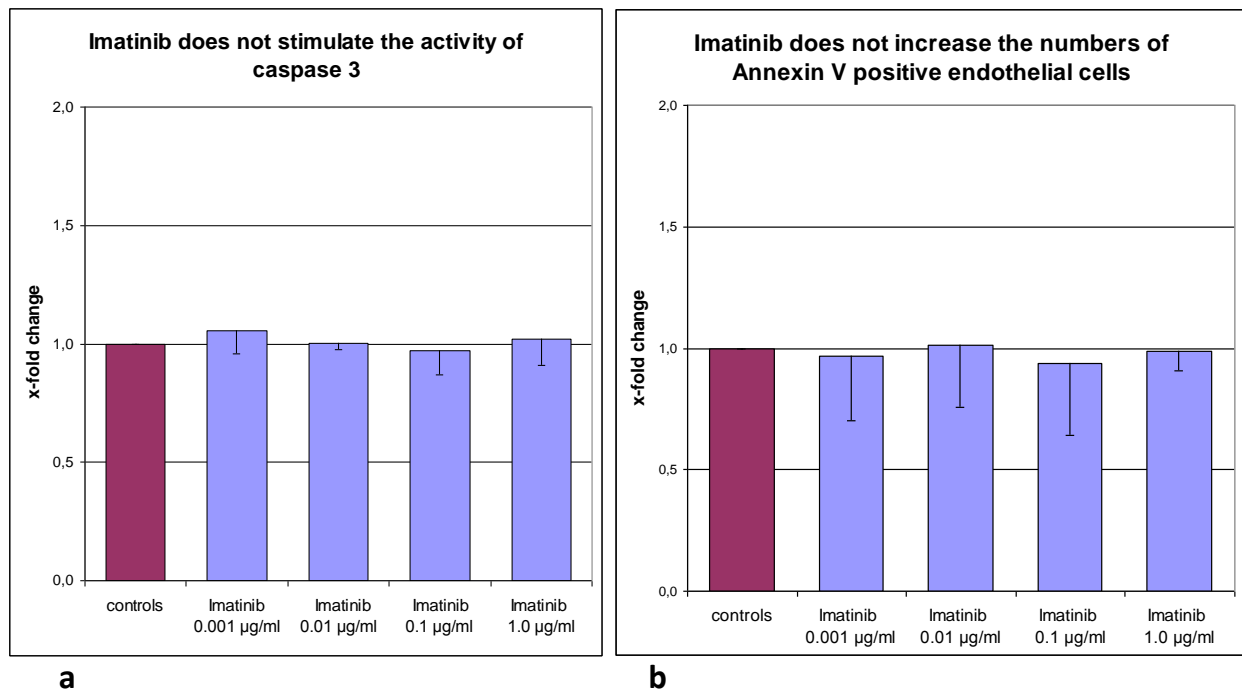 Imatinib does not stimulate the activity of
caspase 3
2,0
1,5
1,0
0,5
0,0
x-fold change
controls
Imatinib
0.001 µg/ml
Imatinib
0.01 µg/ml
Imatinib
0.1 µg/ml
Imatinib
1.0 µg/ml
a
Imatinib does not increase the numbers of
Annexin V positive endothelial cells
2,0
1,5
1,0
0,5
0,0
x-fold change
controls
Imatinib
0.001 µg/ml
Imatinib
0.01 µg/ml
Imatinib
0.1 µg/ml
Imatinib
1.0 µg/ml
b